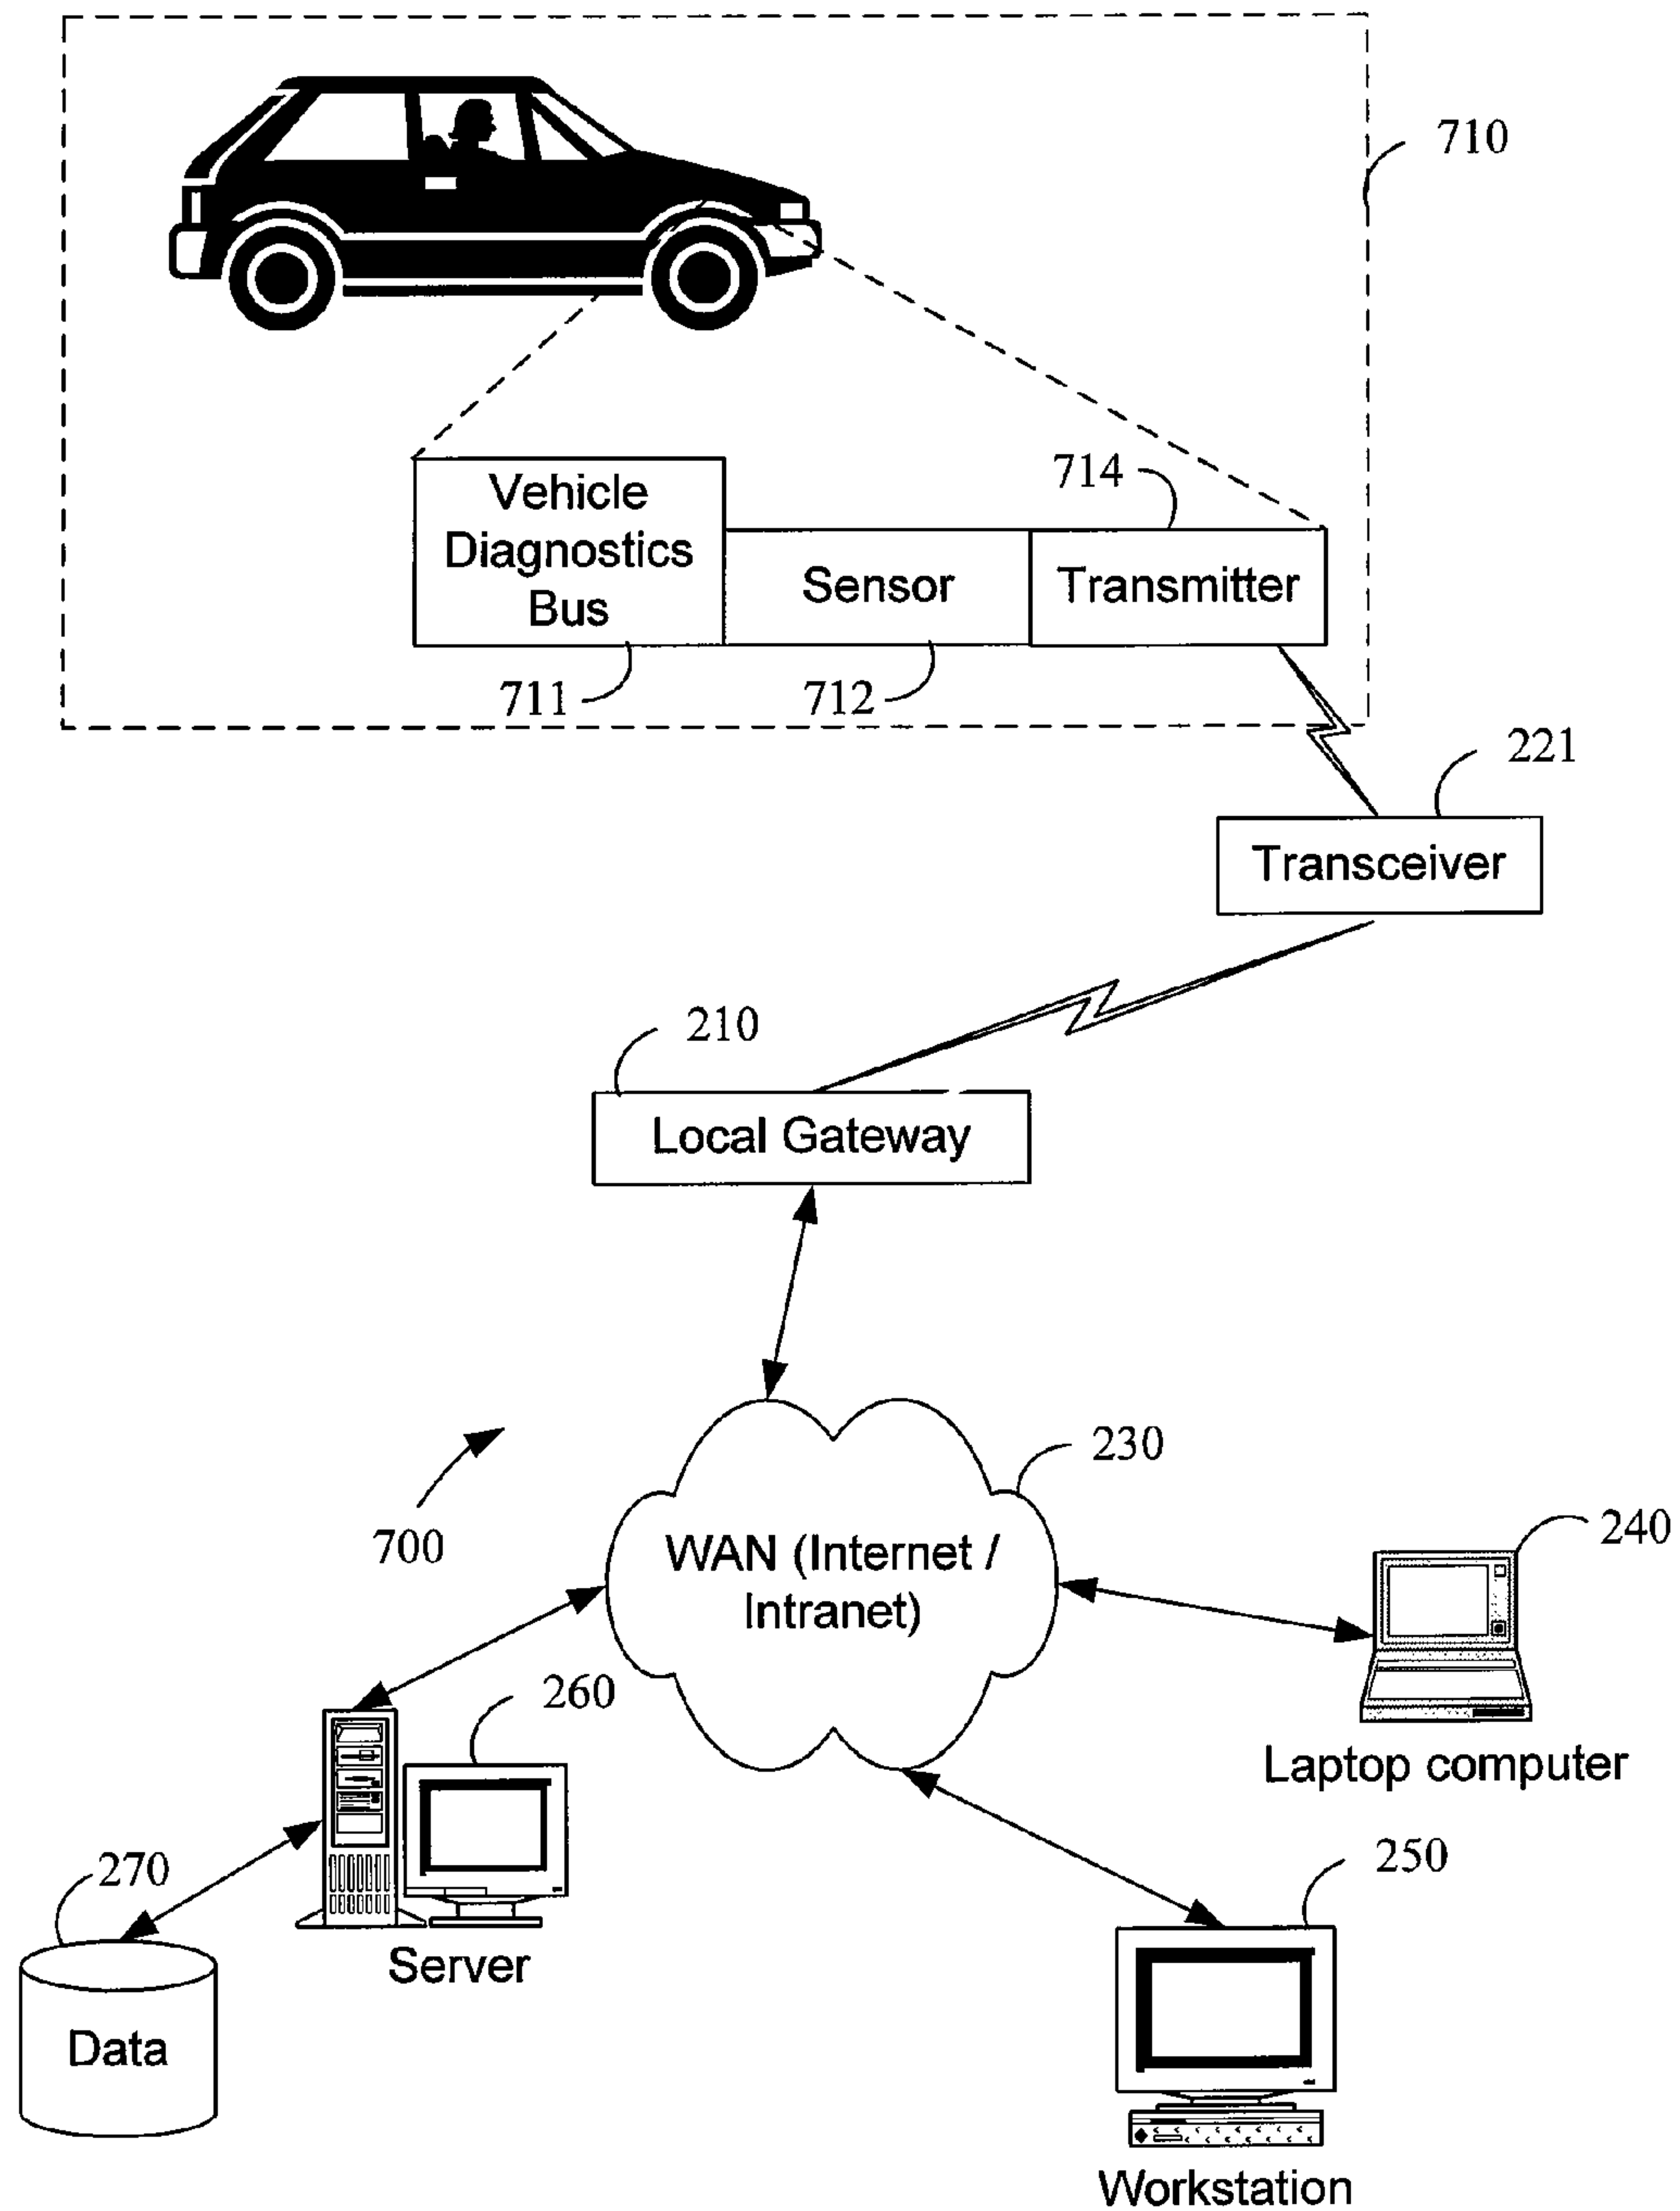 710
Vehicle
Diagnostics
Bus
714
Sensor
Transmitter
711
712
221
Transceiver
210
Local Gateway
230
700
WAN (Internet /
Intranet)
240
260
Laptop computer
270
250
Server
Data
Workstation